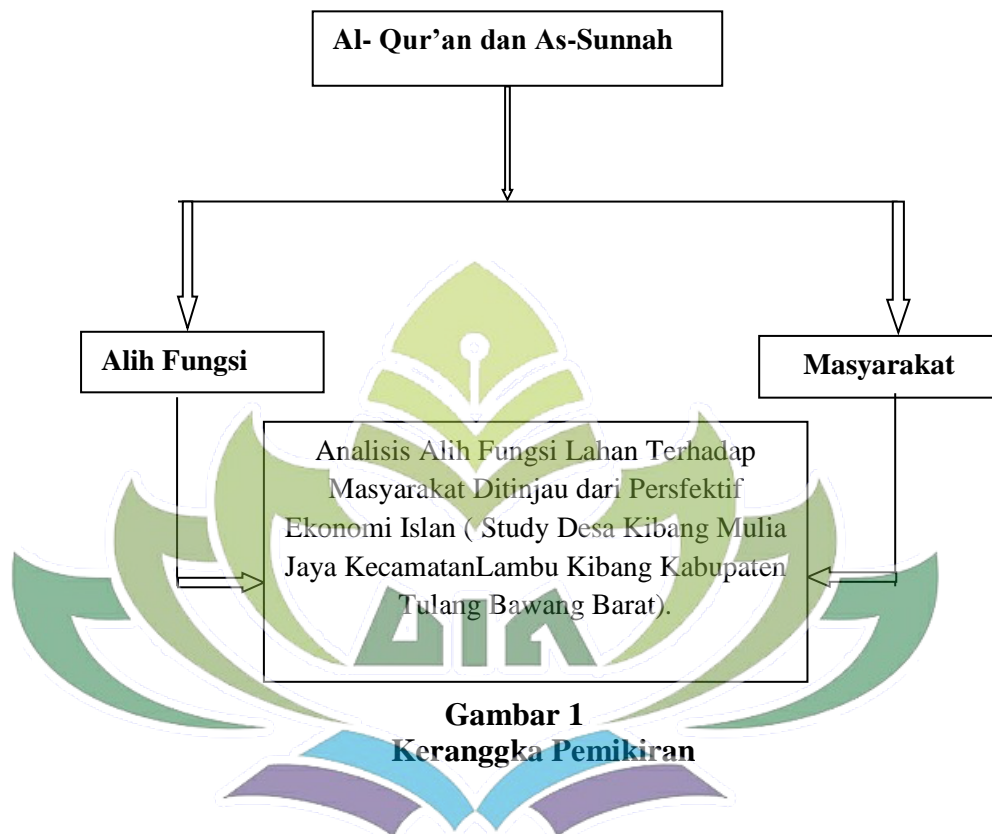 Al- Qur’an dan As-Sunnah
Alih Fungsi
Masyarakat
Analisis Alih Fungsi Lahan Terhadap
Masyarakat Ditinjau dari Persfektif
Ekonomi Islan ( Study Desa Kibang Mulia
Jaya KecamatanLambu Kibang Kabupaten
Tulang Bawang Barat).
Gambar 1
Keranggka Pemikiran